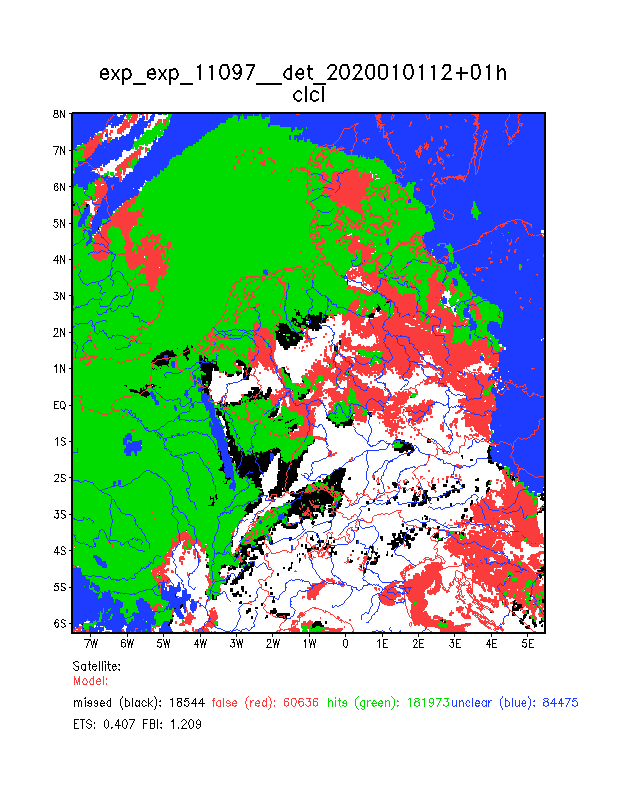 exp_exp_11097__det_2020010112+01h
clcl
8N
7N
6N
5N
4N
3N
2N
1N
EQ
1S
2S
3S
4S
5S
6S
7W 6W 5W 4W 3W 2W 1W 0 1E 2E 3E 4E 5E
Satellite:
Model:
missed (black): 18544 false (red): 60636 hits (green): 181973unclear (blue): 84475
ETS: 0.407 FBI: 1.209